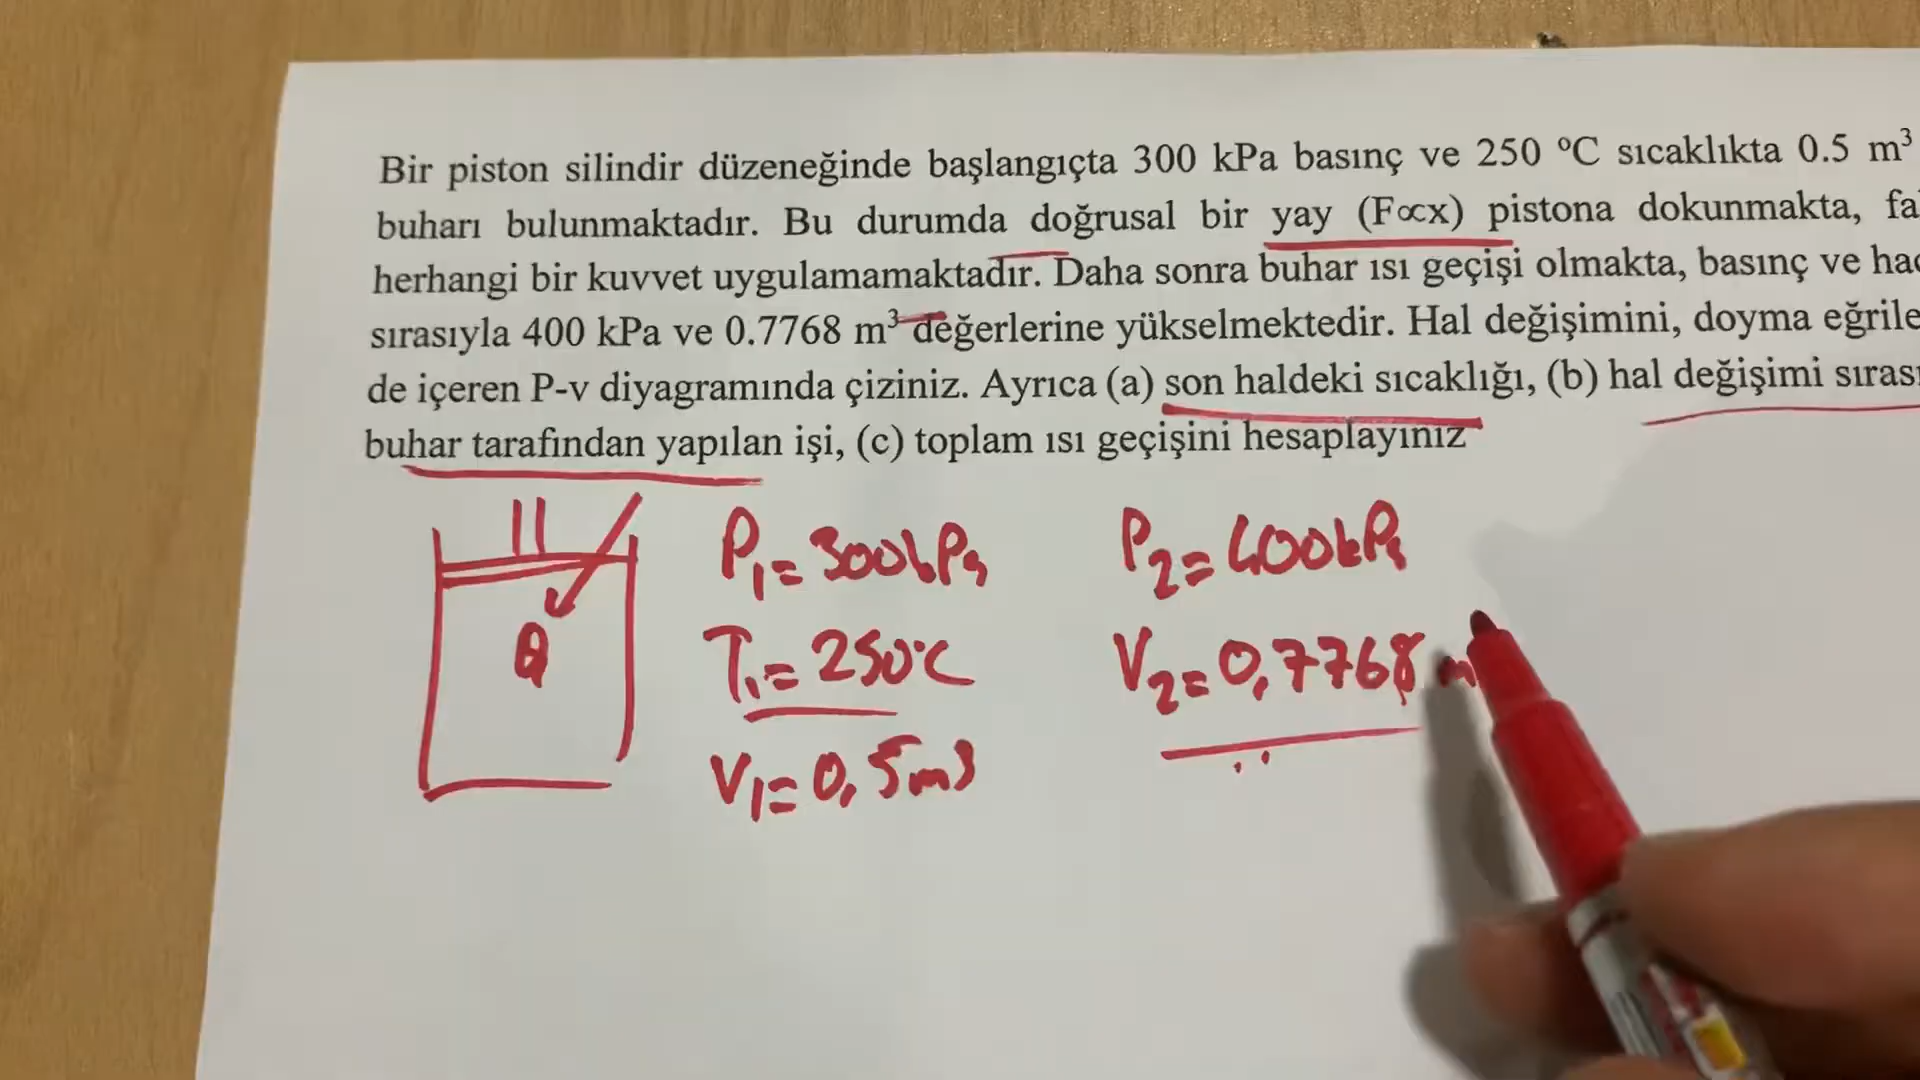 Bir piston silindir düzeneğinde başlangıçta 300 kPa basınç ve 250 °C sıcaklıkta 0.5 m³
buharı bulunmaktadır. Bu durumda doğrusal bir yay (F∝x) pistona dokunmakta,
herhangi bir kuvvet uygulamamaktadır. Daha sonra buhar ısı geçişi olmakta, basınç ve
sırasıyla 400 kPa ve 0.7768 m³ değerlerine yükselmektedir. Hal değişimini, doyma
de içeren P-v diyagramında çiziniz. Ayrıca (a) son haldeki sıcaklığı, (b) hal değişimi
buhar tarafından yapılan işi, (c) toplam ısı geçişini hesaplayınız
P₁= 300kPa P₂= 400kPa
T₁= 250°C V₂= 0,7768 m
V₁= 0,5m3
Q